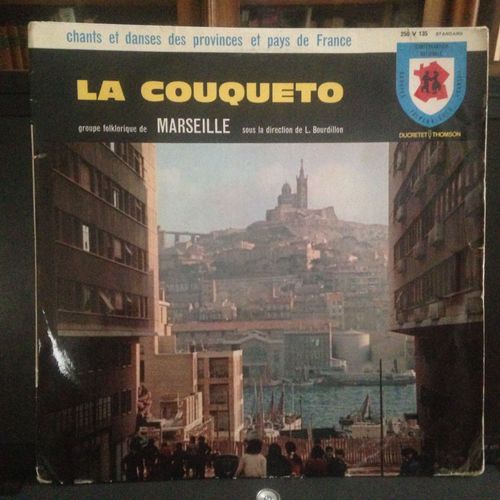 chants et danses des provinces et pays de France
250 V 135 STANDARD
LA COUQUETO
groupe folklorique de MARSEILLE sous la direction de L. Bourdillon
DUCRETET THOMSON